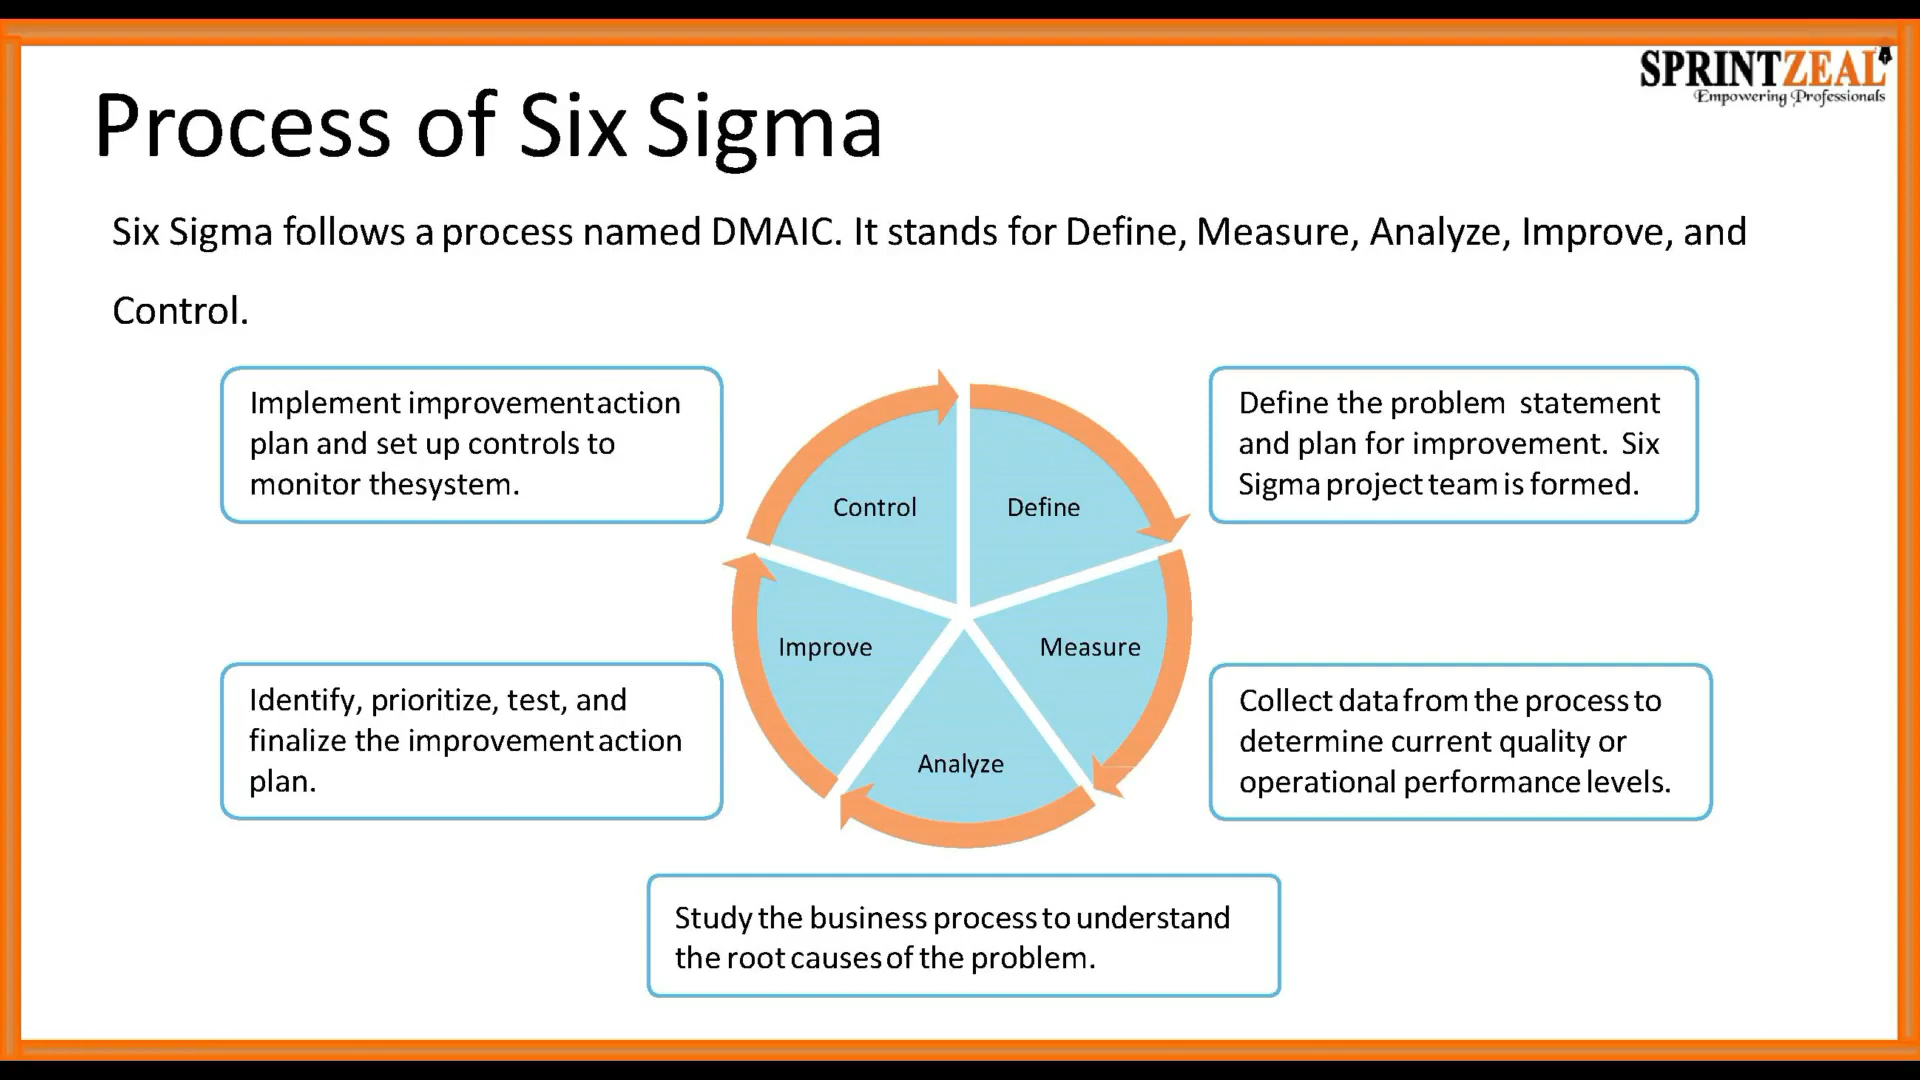 SPRINTZEAL
Empowering Professionals
Process of Six Sigma
Six Sigma follows a process named DMAIC. It stands for Define, Measure, Analyze, Improve, and
Control.
Implement improvement action
plan and set up controls to
monitor thesystem.
Define the problem statement
and plan for improvement. Six
Sigma project team is formed.
Control
Define
Improve
Measure
Analyze
Identify, prioritize, test, and
finalize the improvement action
plan.
Collect data from the process to
determine current quality or
operational performance levels.
Study the business process to understand
the root causes of the problem.